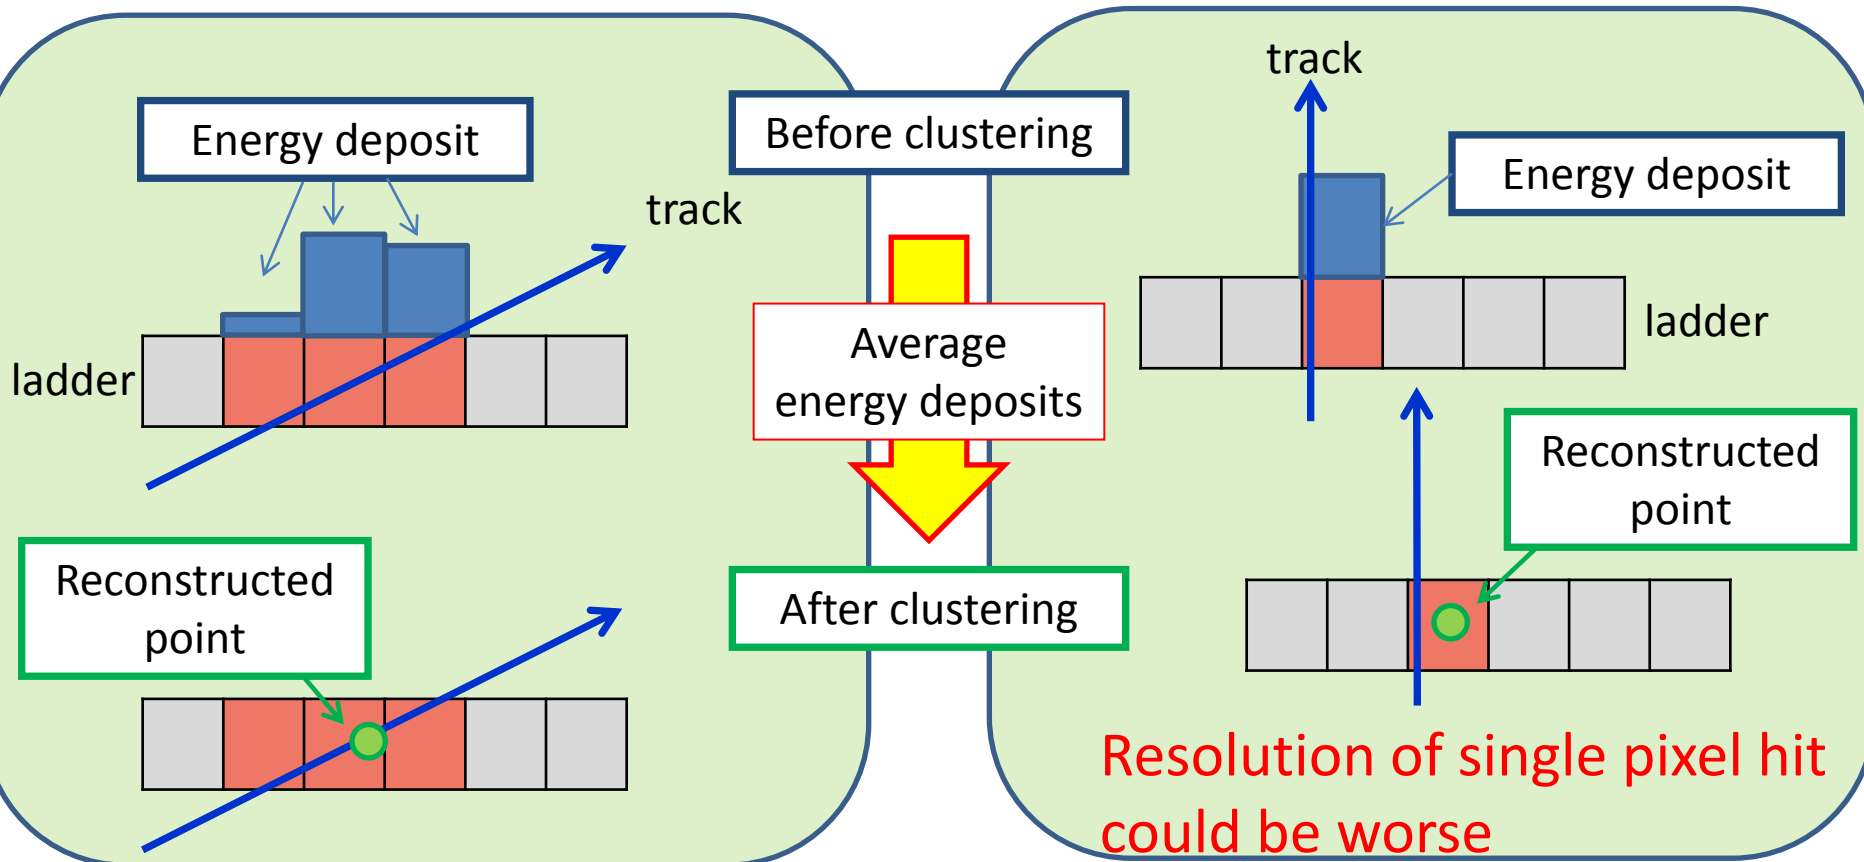 Energy deposit
track
ladder
Reconstructed
point
Before clustering
Average
energy deposits
After clustering
track
Energy deposit
ladder
Reconstructed
point
Resolution of single pixel hit
could be worse